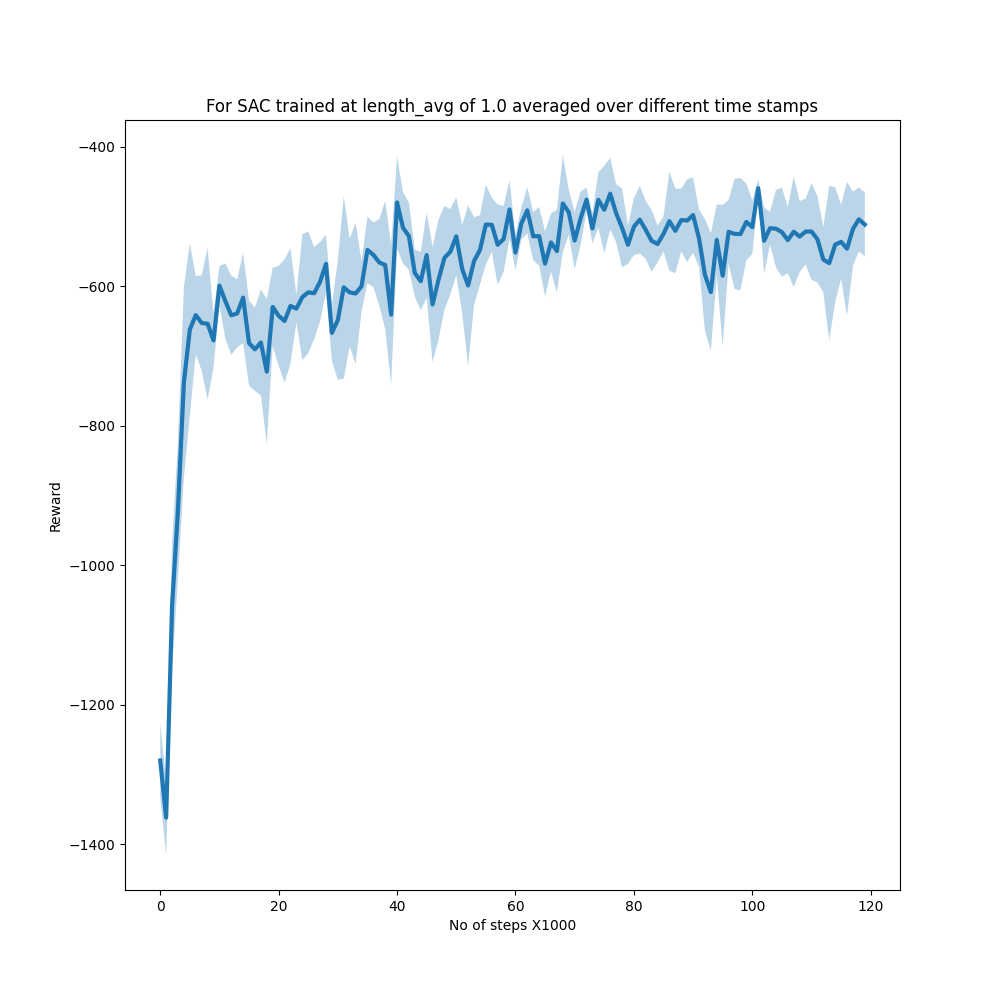 For SAC trained at length_avg of 1.0 averaged over different time stamps
−400
−600
−800
−1000
−1200
−1400
Reward
0 20 40 60 80 100 120
No of steps X1000